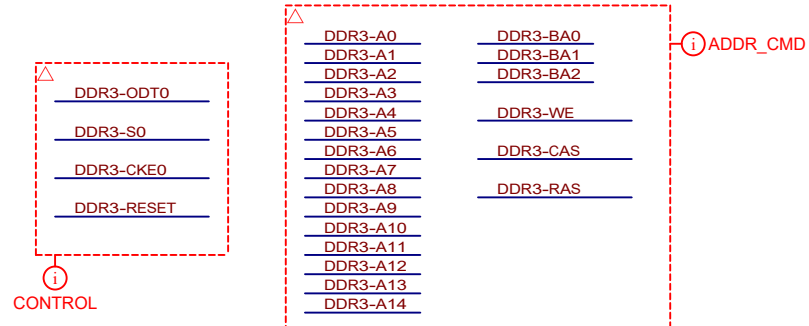 DDR3-ODT0
DDR3-S0
DDR3-CKE0
DDR3-RESET
i
CONTROL
DDR3-A0
DDR3-A1
DDR3-A2
DDR3-A3
DDR3-A4
DDR3-A5
DDR3-A6
DDR3-A7
DDR3-A8
DDR3-A9
DDR3-A10
DDR3-A11
DDR3-A12
DDR3-A13
DDR3-A14
DDR3-BA0
DDR3-BA1
DDR3-BA2
DDR3-WE
DDR3-CAS
DDR3-RAS
i ADDR_CMD